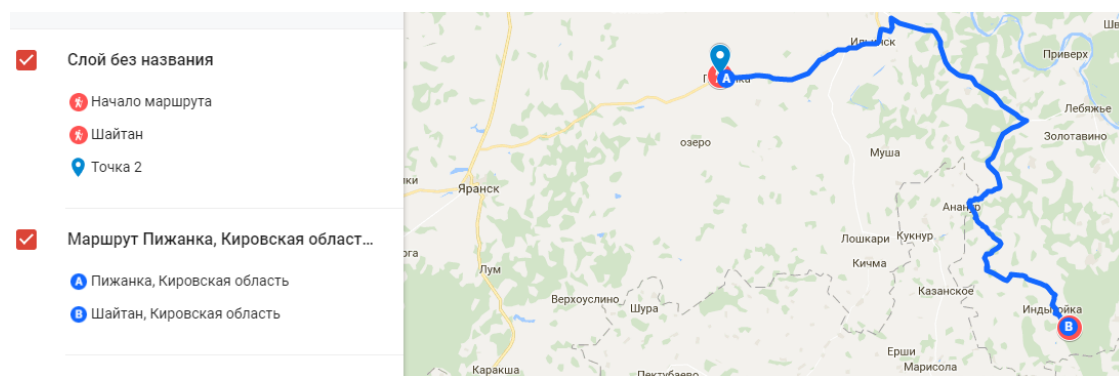 Слой без названия
Начало маршрута
Шайтан
Точка 2
Маршрут Пижанка, Кировская област...
A Пижанка, Кировская область
B Шайтан, Кировская область
Приверх
Лебяжье
Золотавино
озеро
Муша
Яранск
Лошкари
Кукнур
Кичма
Лум
Казанское
Верхоуслино
Шура
B
Ерши
Марисола
Каракша
Пектубаево
A